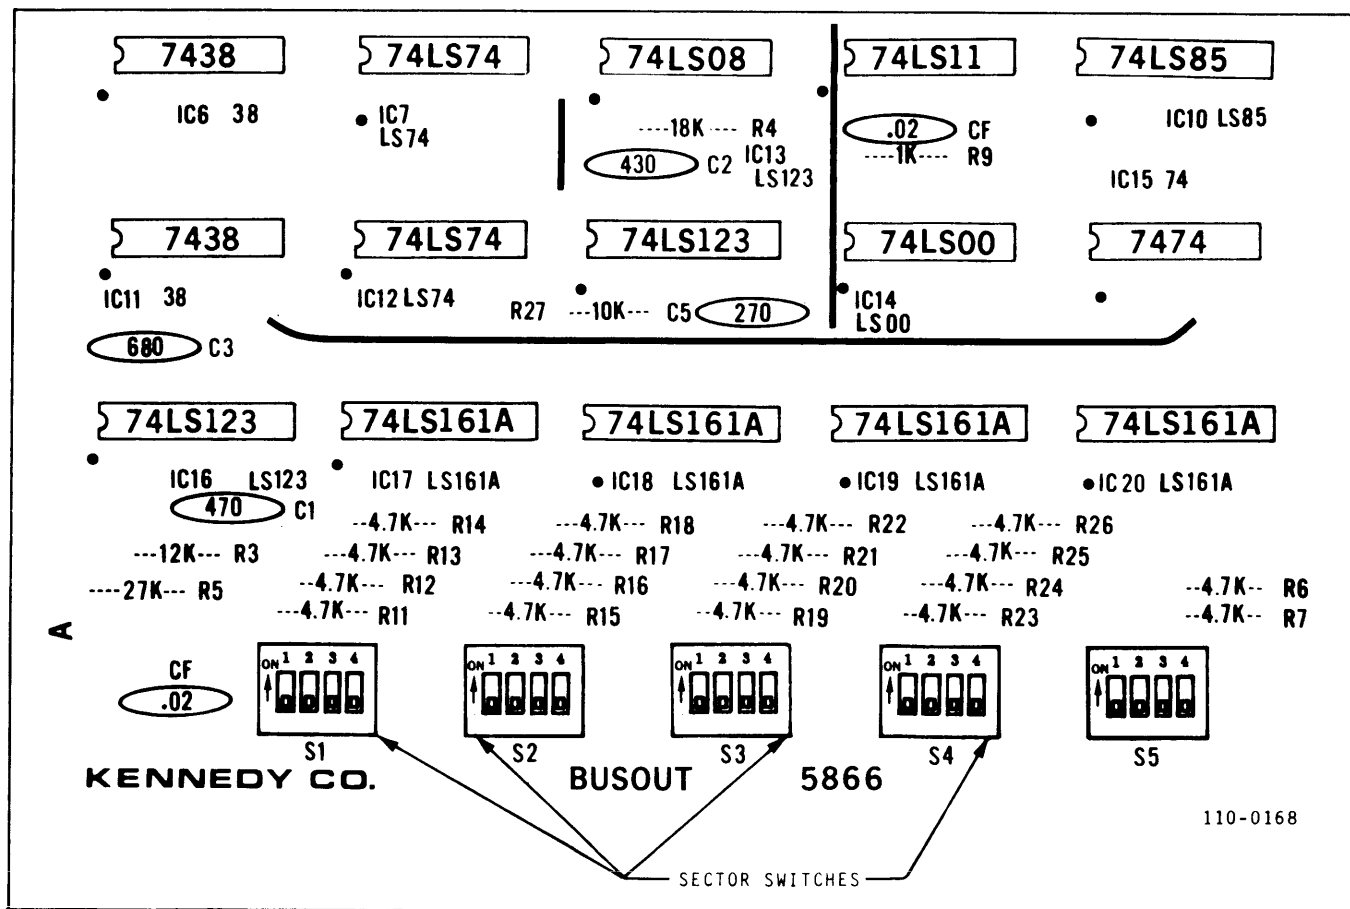 7438 74LS74 74LS08 74LS11 74LS85
IC6 38
IC7
LS74
----18K---- R4
430 C2 IC13
LS123
.02 CF
----1K---- R9
IC10 LS85
IC15 74
7438 74LS74 74LS123 74LS00 7474
IC11 38
IC12 LS74
R27 ---10K--- C5 270
IC14
LS00
680 C3
74LS123 74LS161A 74LS161A 74LS161A 74LS161A
IC16 LS123 IC17 LS161A IC18 LS161A IC19 LS161A IC20 LS161A
470 C1
--4.7K--- R14 ---4.7K--- R18 ---4.7K--- R22 ---4.7K--- R26
---12K--- R3 ---4.7K--- R13 ---4.7K--- R17 ---4.7K--- R21 ---4.7K--- R25
----27K--- R5 ---4.7K--- R12 ---4.7K--- R16 ---4.7K--- R20 ---4.7K--- R24 ---4.7K-- R6
---4.7K--- R11 ---4.7K--- R15 --4.7K--- R19 --4.7K--- R23 --4.7K-- R7
A
CF
.02
ON 1 2 3 4 ON 1 2 3 4 ON 1 2 3 4 ON 1 2 3 4 ON 1 2 3 4
S1 S2 S3 S4 S5
KENNEDY CO. BUSOUT 5866
110-0168
SECTOR SWITCHES